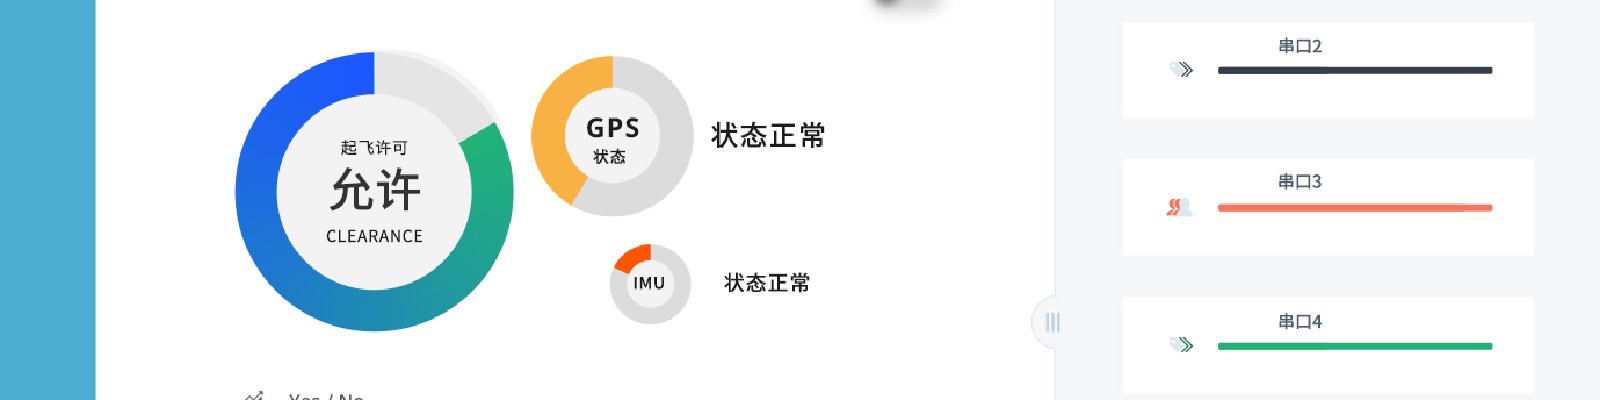 起飞许可
允许
CLEARANCE
GPS
状态
状态正常
IMU
状态正常
Yes / No
串口2
串口3
串口4